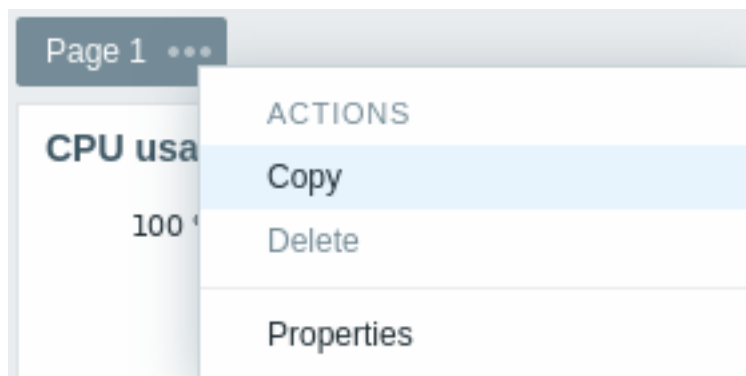 Page 1
ACTIONS
CPU usa
Copy
100
Delete
Properties